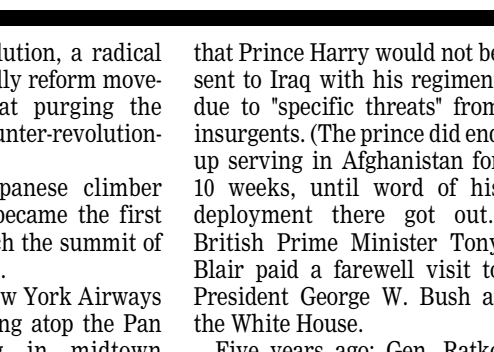 lution, a radical
lly reform move-
at purging the
unter-revolution-
panese climber
became the first
ch the summit of
.
w York Airways
ng atop the Pan
in midtown
that Prince Harry would not be
sent to Iraq with his regimen
due to "specific threats" from
insurgents. (The prince did end
up serving in Afghanistan for
10 weeks, until word of his
deployment there got out.
British Prime Minister Tony
Blair paid a farewell visit to
President George W. Bush a
the White House.
Five years ago: Gen. Ratko